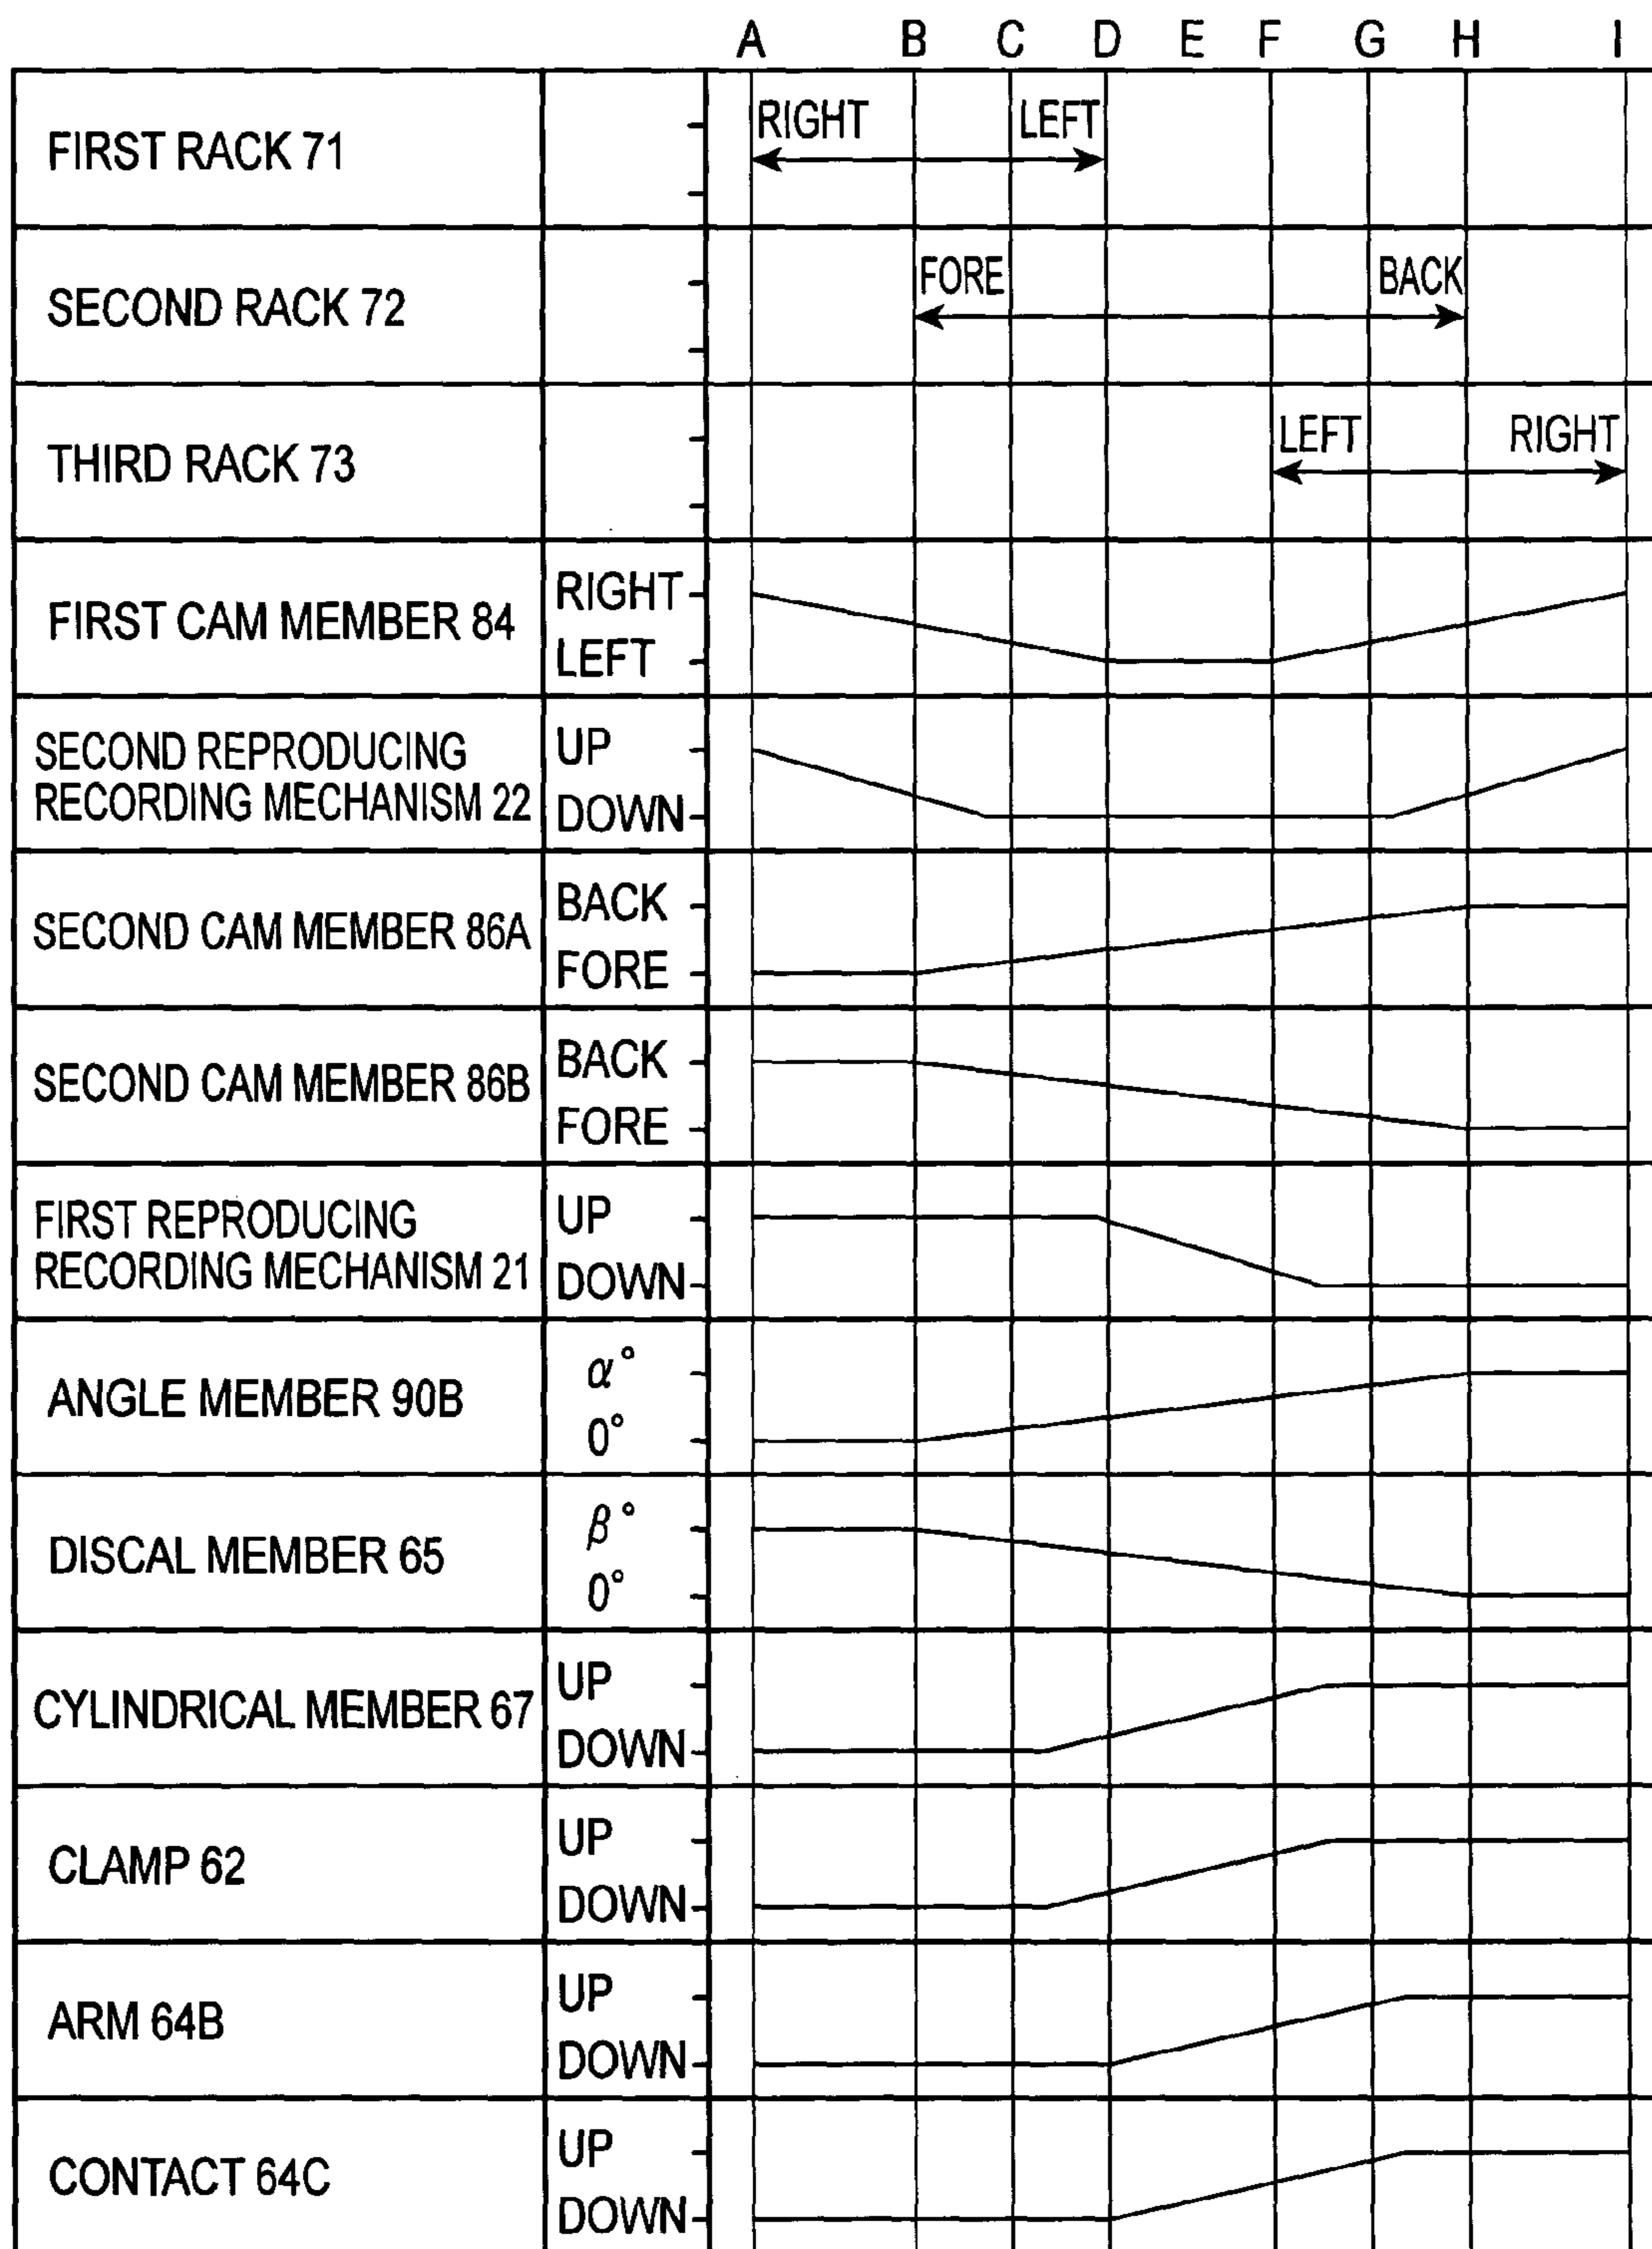 A B C D E F G H I
FIRST RACK 71
RIGHT LEFT
SECOND RACK 72
FORE BACK
THIRD RACK 73
LEFT RIGHT
FIRST CAM MEMBER 84
RIGHT
LEFT
SECOND REPRODUCING
RECORDING MECHANISM 22
UP
DOWN
SECOND CAM MEMBER 86A
BACK
FORE
SECOND CAM MEMBER 86B
BACK
FORE
FIRST REPRODUCING
RECORDING MECHANISM 21
UP
DOWN
ANGLE MEMBER 90B
α°
0°
DISCAL MEMBER 65
β°
0°
CYLINDRICAL MEMBER 67
UP
DOWN
CLAMP 62
UP
DOWN
ARM 64B
UP
DOWN
CONTACT 64C
UP
DOWN